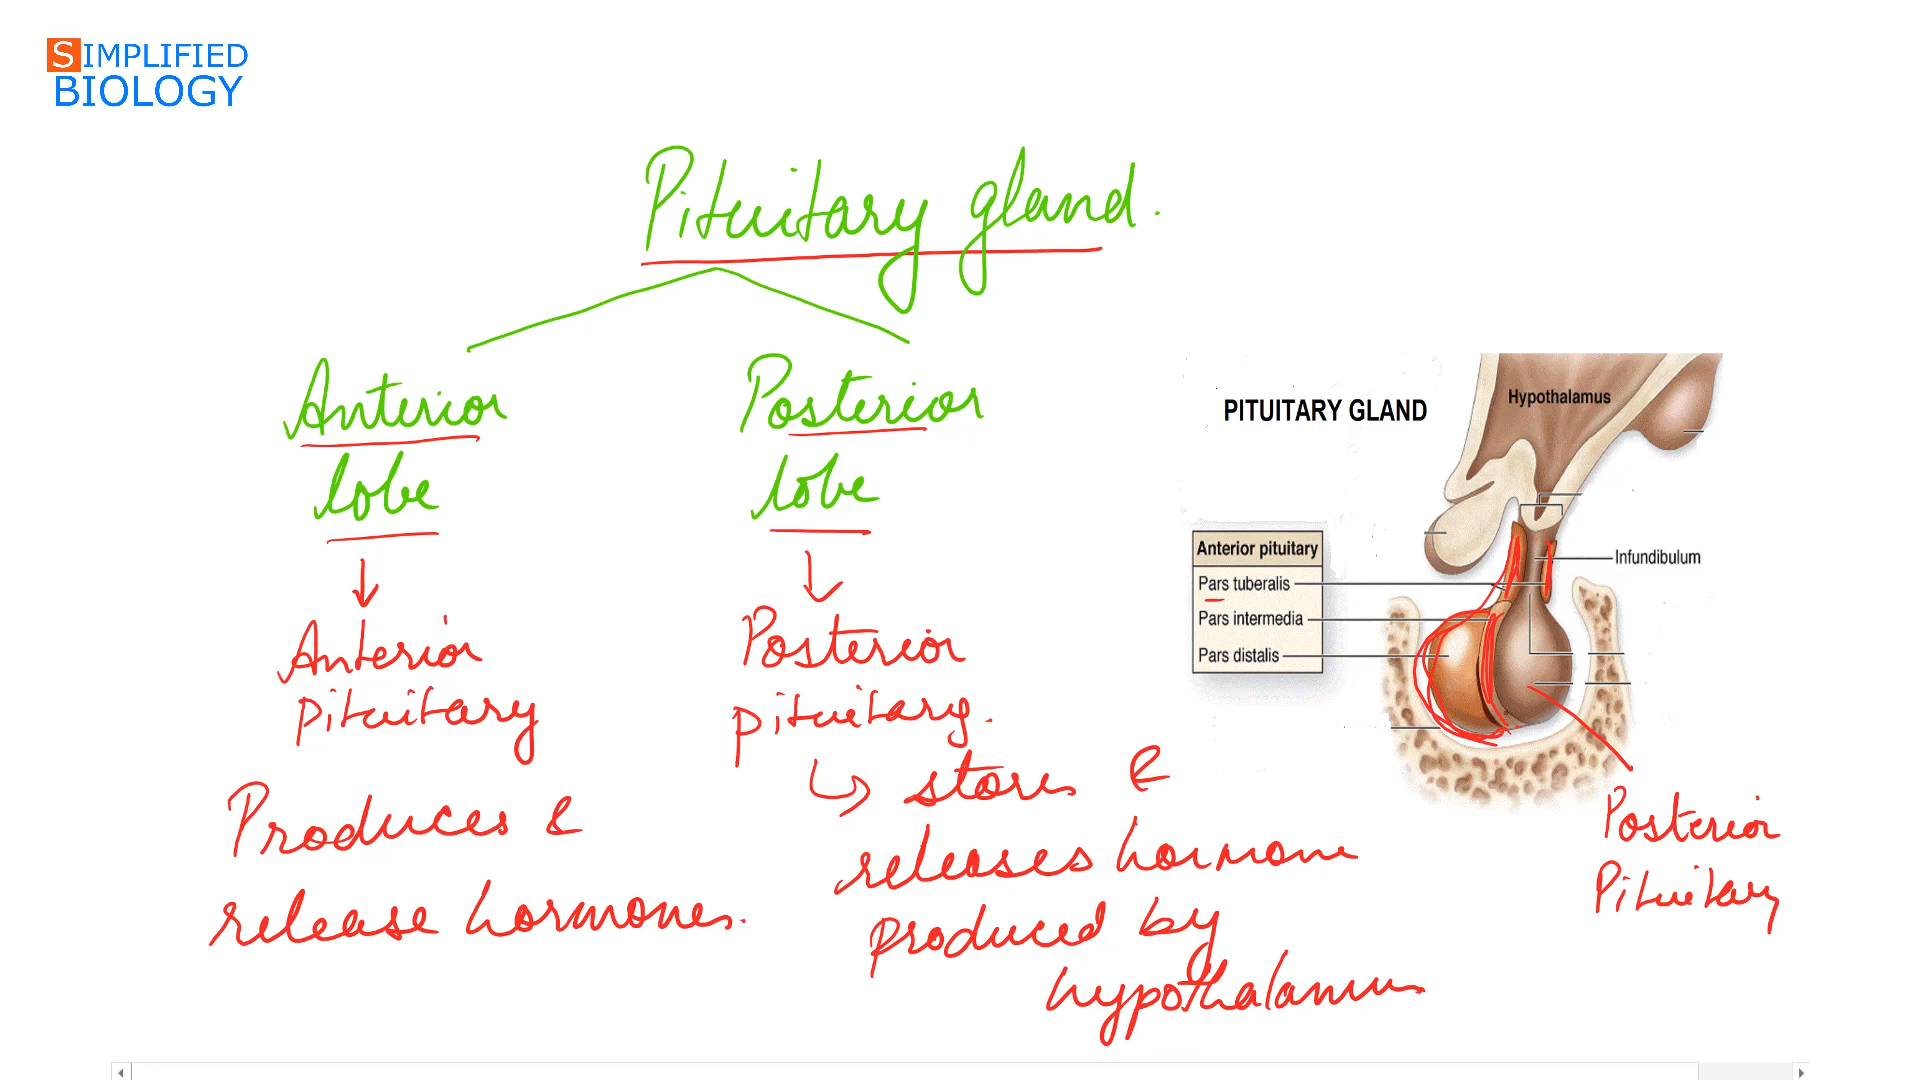 SIMPLIFIED
BIOLOGY
Pituitary gland.
Anterior
lobe
Anterior
pituitary
Produces &
release hormones.
Posterior
lobe
Posterior
pituitary.
stores &
releases hormone
produced by
hypothalamus
PITUITARY GLAND
Hypothalamus
Infundibulum
Anterior pituitary
Pars tuberalis
Pars intermedia
Pars distalis
Posterior
Pituitary